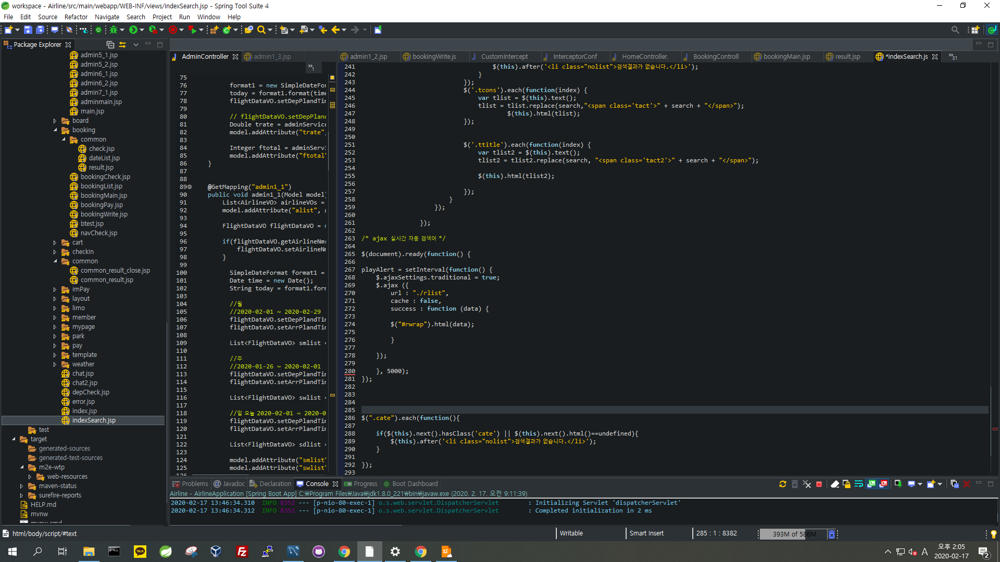 workspace - Airline/src/main/webapp/WEB-INF/views/indexSearch.jsp - Spring Tool Suite 4
File Edit Source Refactor Navigate Search Project Run Window Help
Package Explorer
admin5_1.jsp
admin5_2.jsp
admin6_1.jsp
admin6_2.jsp
admin7_1.jsp
adminmain.jsp
main.jsp
board
booking
common
check.jsp
dateList.jsp
result.jsp
bookingCheck.jsp
bookingList.jsp
bookingMain.jsp
bookingPay.jsp
bookingWrite.jsp
btest.jsp
navCheck.jsp
cart
checkIn
common
common_result_close.jsp
common_result.jsp
imPay
layout
limo
member
mypage
park
pay
template
weather
chat.jsp
chat2.jsp
depCheck.jsp
error.jsp
index.jsp
indexSearch.jsp
test
target
generated-sources
generated-test-sources
m2e-wtp
web-resources
maven-status
surefire-reports
HELP.md
mvnw
mvnw.cmd
AdminController admin1_3.jsp
»1
75
76 format1 = new SimpleDateFor
77 today = format1.format(time
78 flightDataVO.setDepPlandTim
79
80 // flightDataVO.setDepPland
81 Double trate = adminService
82 model.addAttribute("trate",
83
84 Integer ftotal = adminServi
85 model.addAttribute("ftotal"
86 }
87
88
89 @GetMapping("admin1_1")
90 public void admin1_1(Model model)
91 List<AirlineVO> airlineVOs =
92 model.addAttribute("alist", a
93
94 FlightDataVO flightDataVO = n
95
96 if(flightDataVO.getAirlineNm(
97 flightDataVO.setAirlineNm
98 }
99
100 SimpleDateFormat format1 =
101 Date time = new Date();
102 String today = format1.form
103
104 //월
105 //2020-02-01 ~ 2020-02-29
106 flightDataVO.setDepPlandTim
107 flightDataVO.setArrPlandTim
108
109 List<FlightDataVO> smlist =
110
111 //주
112 //2020-01-26 ~ 2020-02-01
113 flightDataVO.setDepPlandTim
114 flightDataVO.setArrPlandTim
115
116 List<FlightDataVO> swlist =
117
118 //일 오늘 2020-02-01 ~ 2020-0
119 flightDataVO.setDepPlandTim
120 flightDataVO.setArrPlandTim
121
122 List<FlightDataVO> sdlist =
123
124 model.addAttribute("smlist"
125 model.addAttribute("swlist"
126
admin1_2.jsp bookingWrite.js CustomIntercept InterceptorConf HomeController. BookingControll bookingMain.jsp result.jsp *indexSearch.js »31
241 $(this).after('<li class="nolist">검색결과가 없습니다.</li>');
242 }
243 });
244 $('.tcons').each(function(index) {
245 var tlist = $(this).text();
246 tlist = tlist.replace(search,"<span class='tact'>" + search + "</span>");
247 $(this).html(tlist);
248 });
249
250
251 $('.ttitle').each(function(index) {
252 var tlist2 = $(this).text();
253 tlist2 = tlist2.replace(search, "<span class='tact2'>" + search + "</span>");
254
255 $(this).html(tlist2);
256
257 });
258 }
259 });
260
261 });
262
263 /* ajax 실시간 자동 검색어 */
264
265 $(document).ready(function() {
266
267 playAlert = setInterval(function() {
268 $.ajaxSettings.traditional = true;
269 $.ajax ({
270 url : "./rlist",
271 cache : false,
272 success : function (data) {
273
274 $("#rwrap").html(data);
275
276 }
277
278 });
279
280 }, 5000);
281 });
282
283
284
285
286 $(".cate").each(function(){
287
288 if($(this).next().hasClass('cate') || $(this).next().html()==undefined){
289 $(this).after('<li class="nolist">검색결과가 없습니다.</li>');
290 }
291
292 });
293
Problems Javadoc Declaration Console Progress Boot Dashboard
Airline - AirlineApplication [Spring Boot App] C:₩Program Files₩Java₩jdk1.8.0_221₩bin₩javaw.exe (2020. 2. 17. 오전 9:11:39)
2020-02-17 13:46:34.310 INFO 8352 --- [p-nio-80-exec-1] o.s.web.servlet.DispatcherServlet : Initializing Servlet 'dispatcherServlet'
2020-02-17 13:46:34.312 INFO 8352 --- [p-nio-80-exec-1] o.s.web.servlet.DispatcherServlet : Completed initialization in 2 ms
html/body/script/#text Writable Smart Insert 285 : 1 : 8382 393M of 586M
TALK
A 오후 2:05
2020-02-17
2